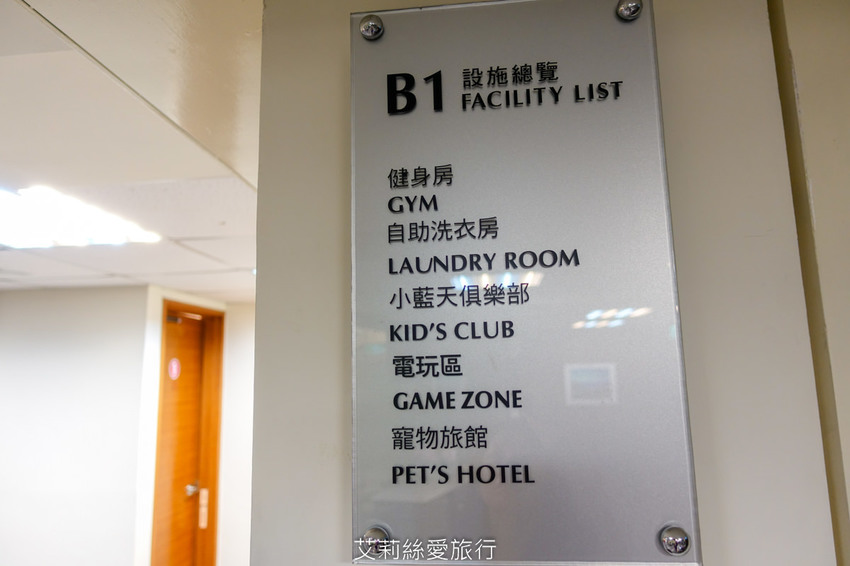 B1 設施總覽
FACILITY LIST
健身房
GYM
自助洗衣房
LAUNDRY ROOM
小藍天俱樂部
KID'S CLUB
電玩區
GAME ZONE
寵物旅館
PET'S HOTEL
艾莉絲愛旅行